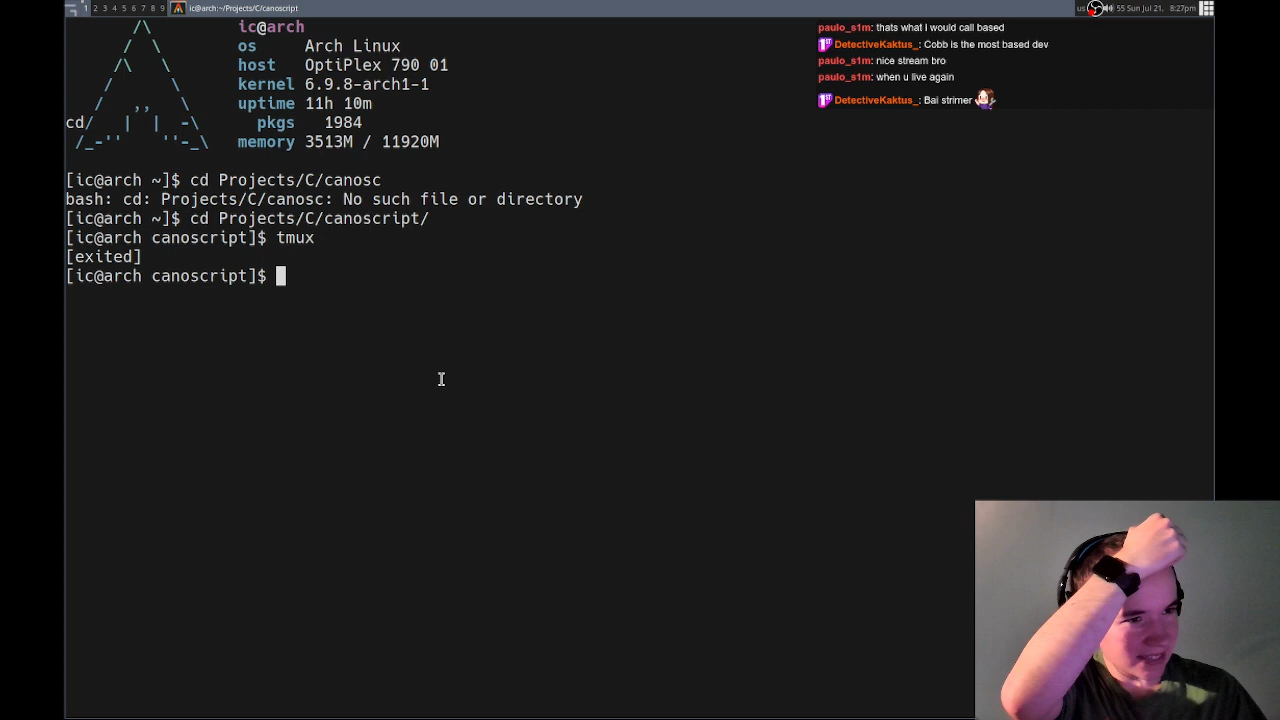 1 2 3 4 5 6 7 8 9 ic@arch:~/Projects/C/canoscript
us 55 Sun Jul 21, 8:27pm
/\ ic@arch
/ \ os Arch Linux
/\ \ host OptiPlex 790 01
/ \ kernel 6.9.8-arch1-1
/ ,, \ uptime 11h 10m
cd/ | | -\ pkgs 1984
/_-'' ''-_\ memory 3513M / 11920M
[ic@arch ~]$ cd Projects/C/canosc
bash: cd: Projects/C/canosc: No such file or directory
[ic@arch ~]$ cd Projects/C/canoscript/
[ic@arch canoscript]$ tmux
[exited]
[ic@arch canoscript]$
paulo_s1m: thats what i would call based
1ST DetectiveKaktus_: Cobb is the most based dev
paulo_s1m: nice stream bro
paulo_s1m: when u live again
1ST DetectiveKaktus_: Bai strimer